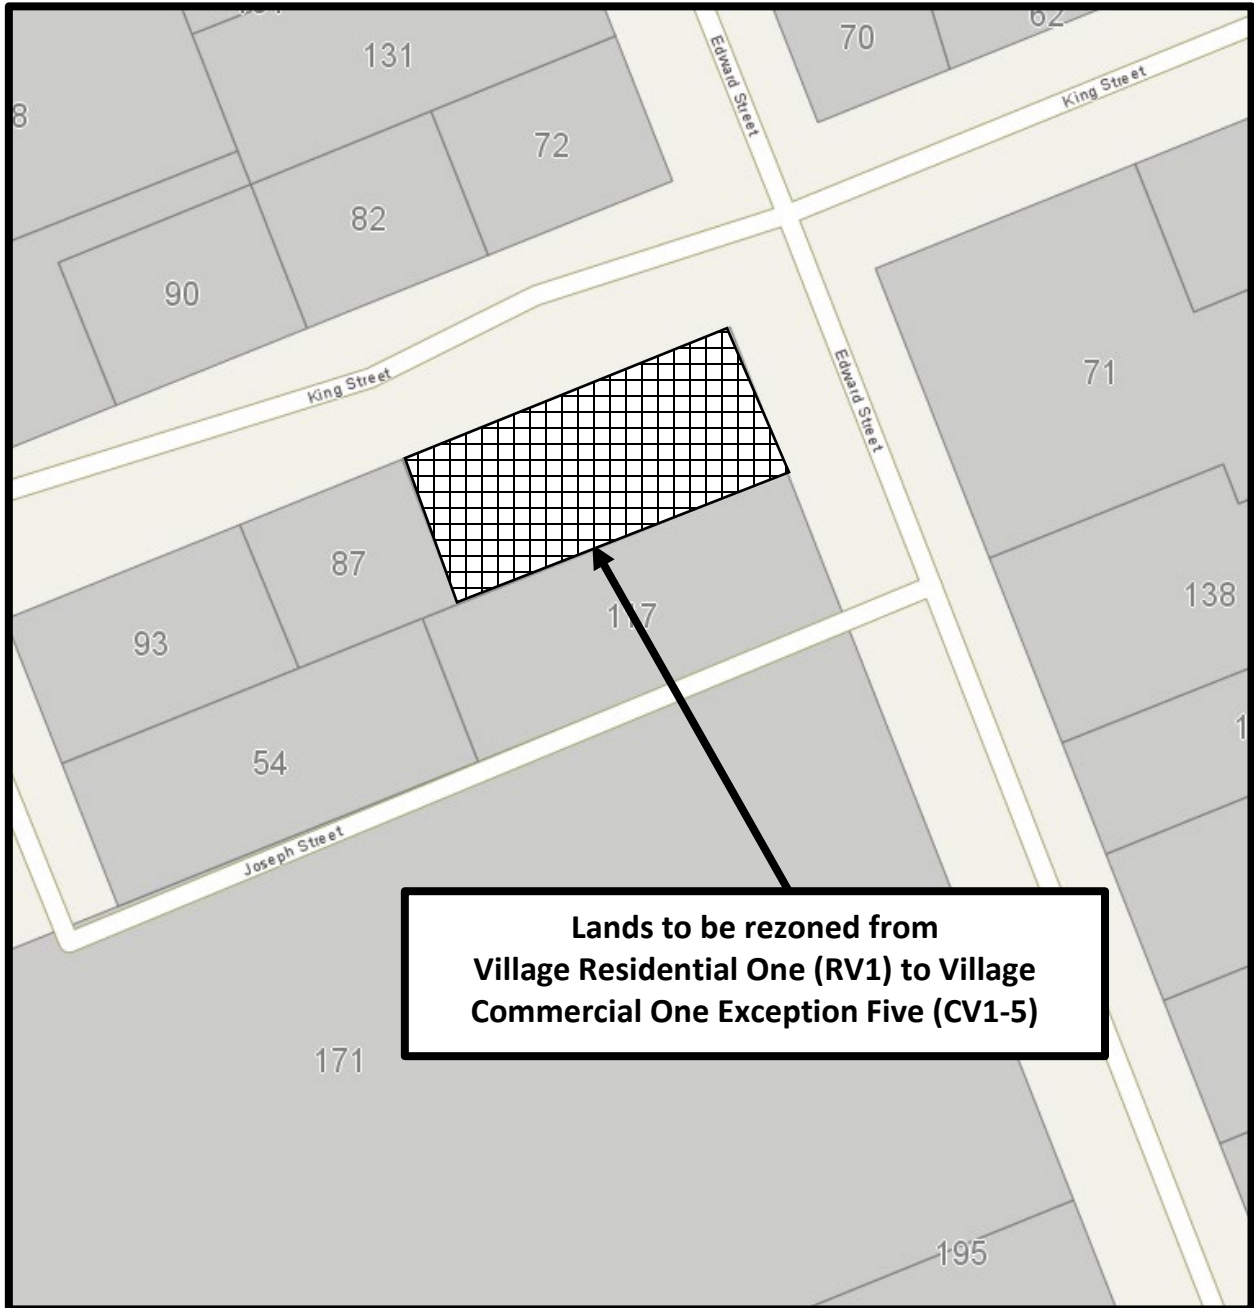 70
131
King Street
Edward Street
8
72
82
90
71
Edward Street
King Street
87
138
117
93
54
Joseph Street
Lands to be rezoned from
Village Residential One (RV1) to Village
Commercial One Exception Five (CV1-5)
171
195